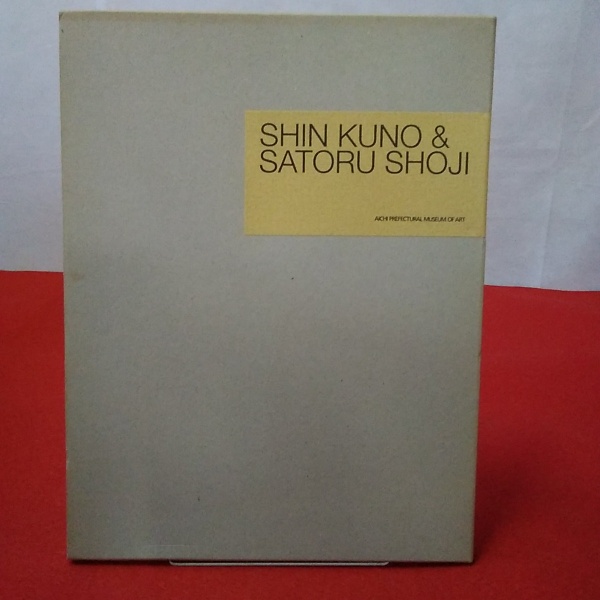 SHIN KUNO &
SATORU SHOJI
AICHI PREFECTURAL MUSEUM OF ART